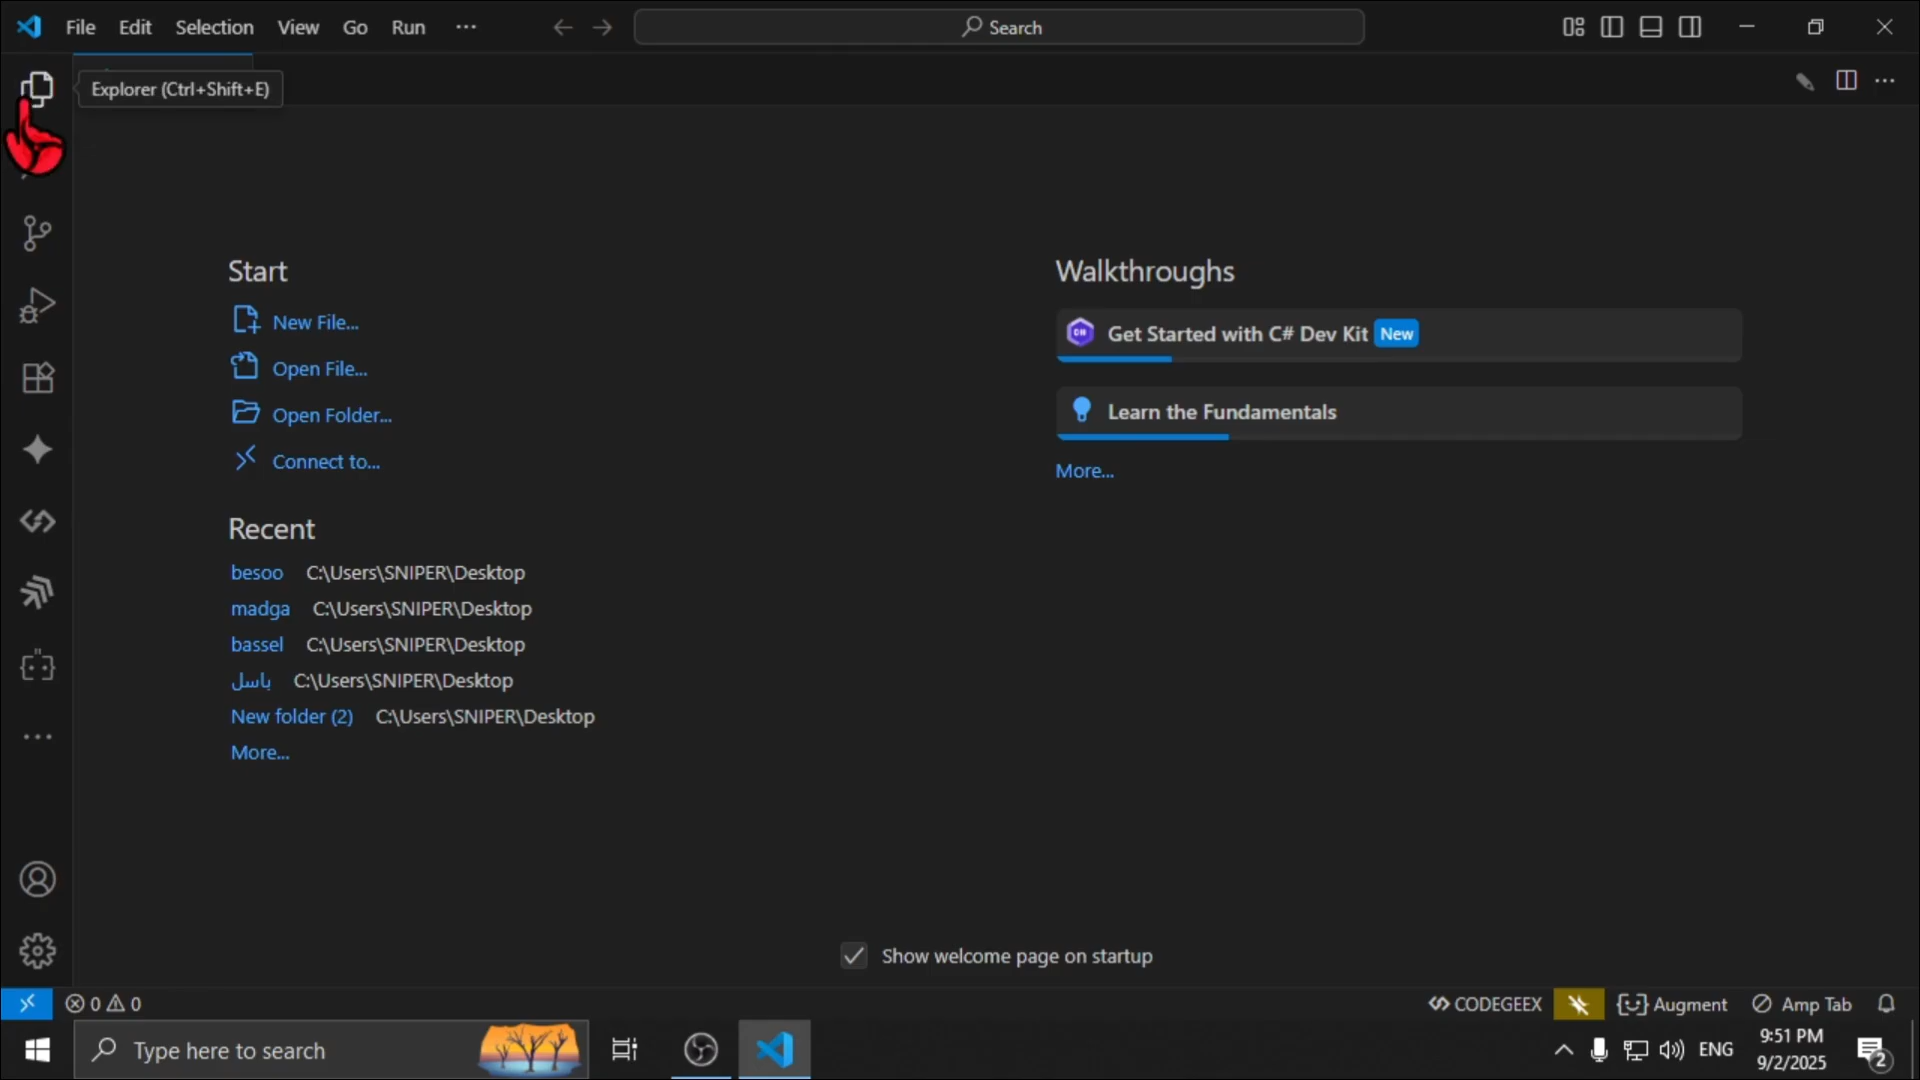 File Edit Selection View Go Run ··· Search
Explorer (Ctrl+Shift+E)
Start
New File...
Open File...
Open Folder...
Connect to...
Recent
besoo C:\Users\SNIPER\Desktop
madga C:\Users\SNIPER\Desktop
bassel C:\Users\SNIPER\Desktop
باسل C:\Users\SNIPER\Desktop
New folder (2) C:\Users\SNIPER\Desktop
More...
Walkthroughs
Get Started with C# Dev Kit New
Learn the Fundamentals
More...
Show welcome page on startup
0 0 CODEGEEX Augment Amp Tab
Type here to search ENG 9:51 PM
9/2/2025 2